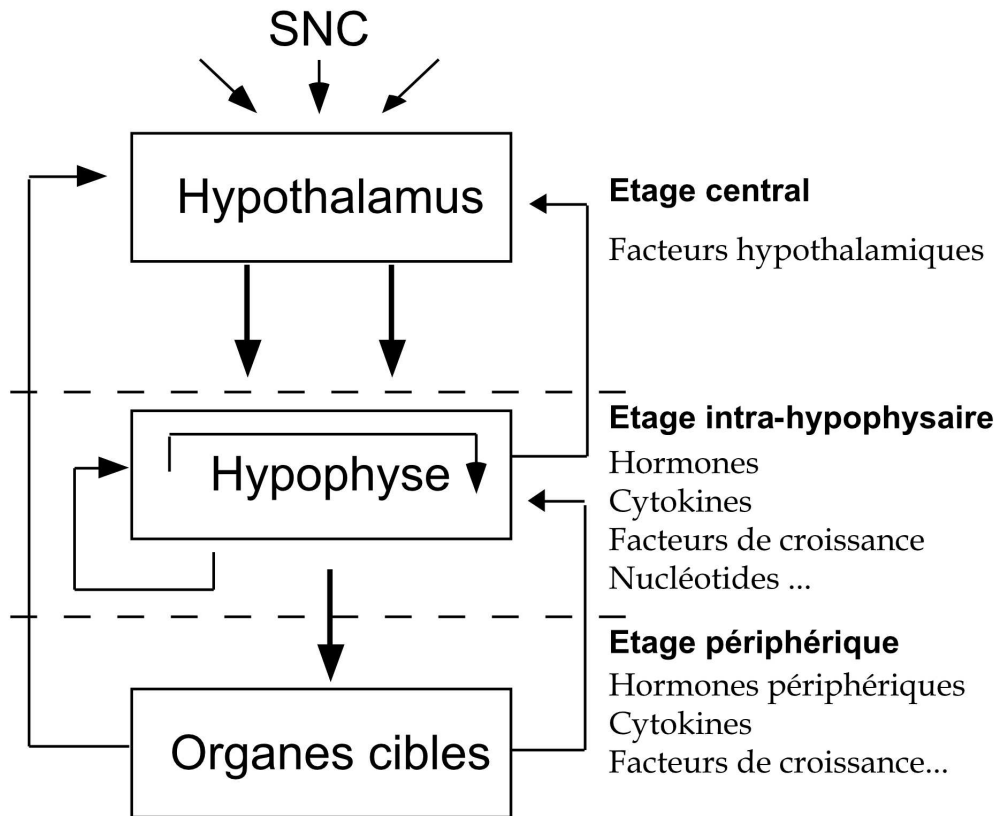 SNC
Hypothalamus
Etage central
Facteurs hypothalamiques
Hypophyse
Etage intra-hypophysaire
Hormones
Cytokines
Facteurs de croissance
Nucléotides ...
Organes cibles
Etage périphérique
Hormones périphériques
Cytokines
Facteurs de croissance...